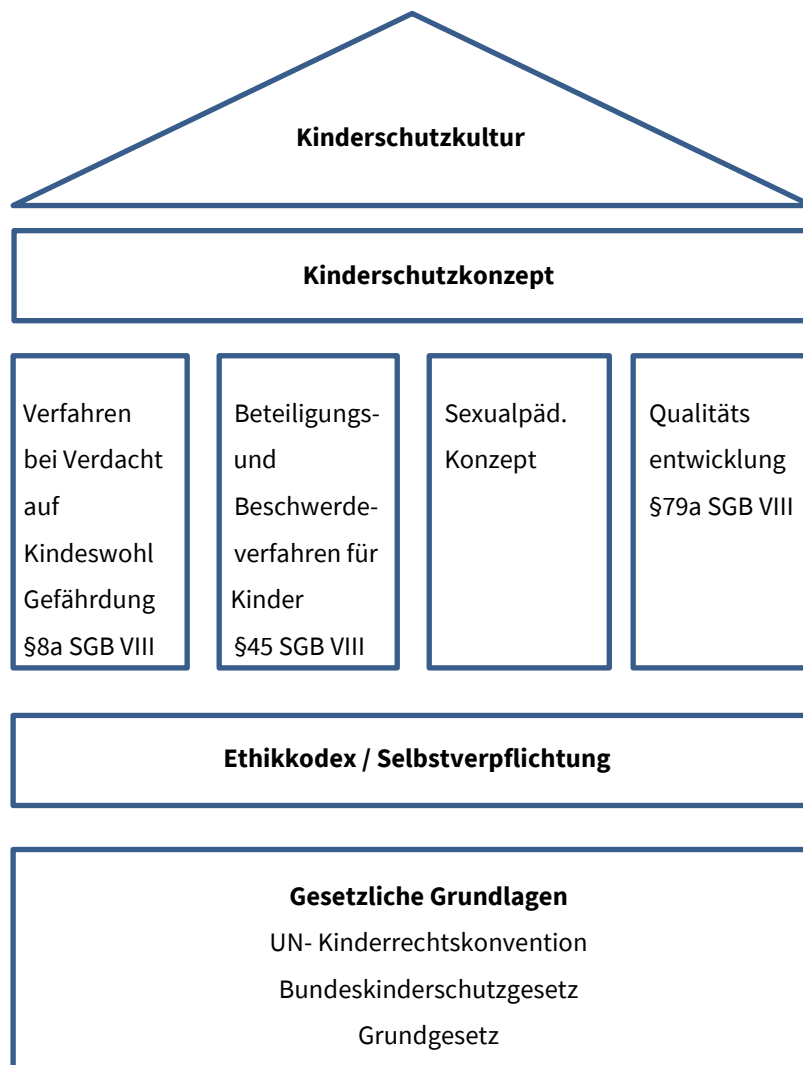 Kinderschutzkultur
Kinderschutzkonzept
Verfahren
bei Verdacht
auf
Kindeswohl
Gefährdung
§8a SGB VIII
Beteiligungs-
und
Beschwerde-
verfahren für
Kinder
§45 SGB VIII
Sexualpäd.
Konzept
Qualitäts
entwicklung
§79a SGB VIII
Ethikkodex / Selbstverpflichtung
Gesetzliche Grundlagen
UN- Kinderrechtskonvention
Bundeskinderschutzgesetz
Grundgesetz